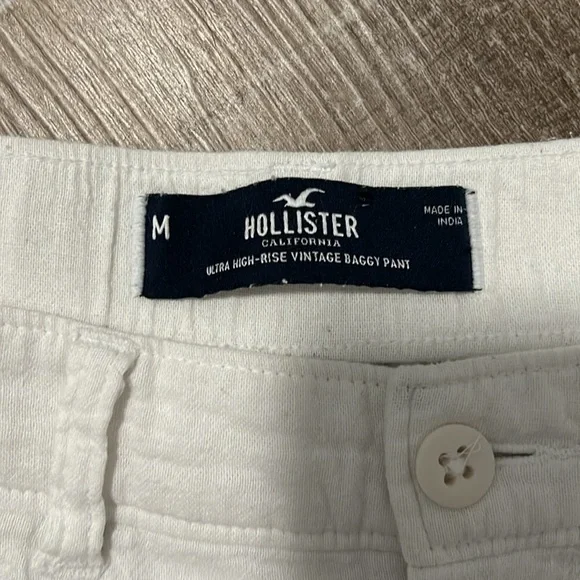 M
HOLLISTER
CALIFORNIA
ULTRA HIGH-RISE VINTAGE BAGGY PANT
MADE IN
INDIA